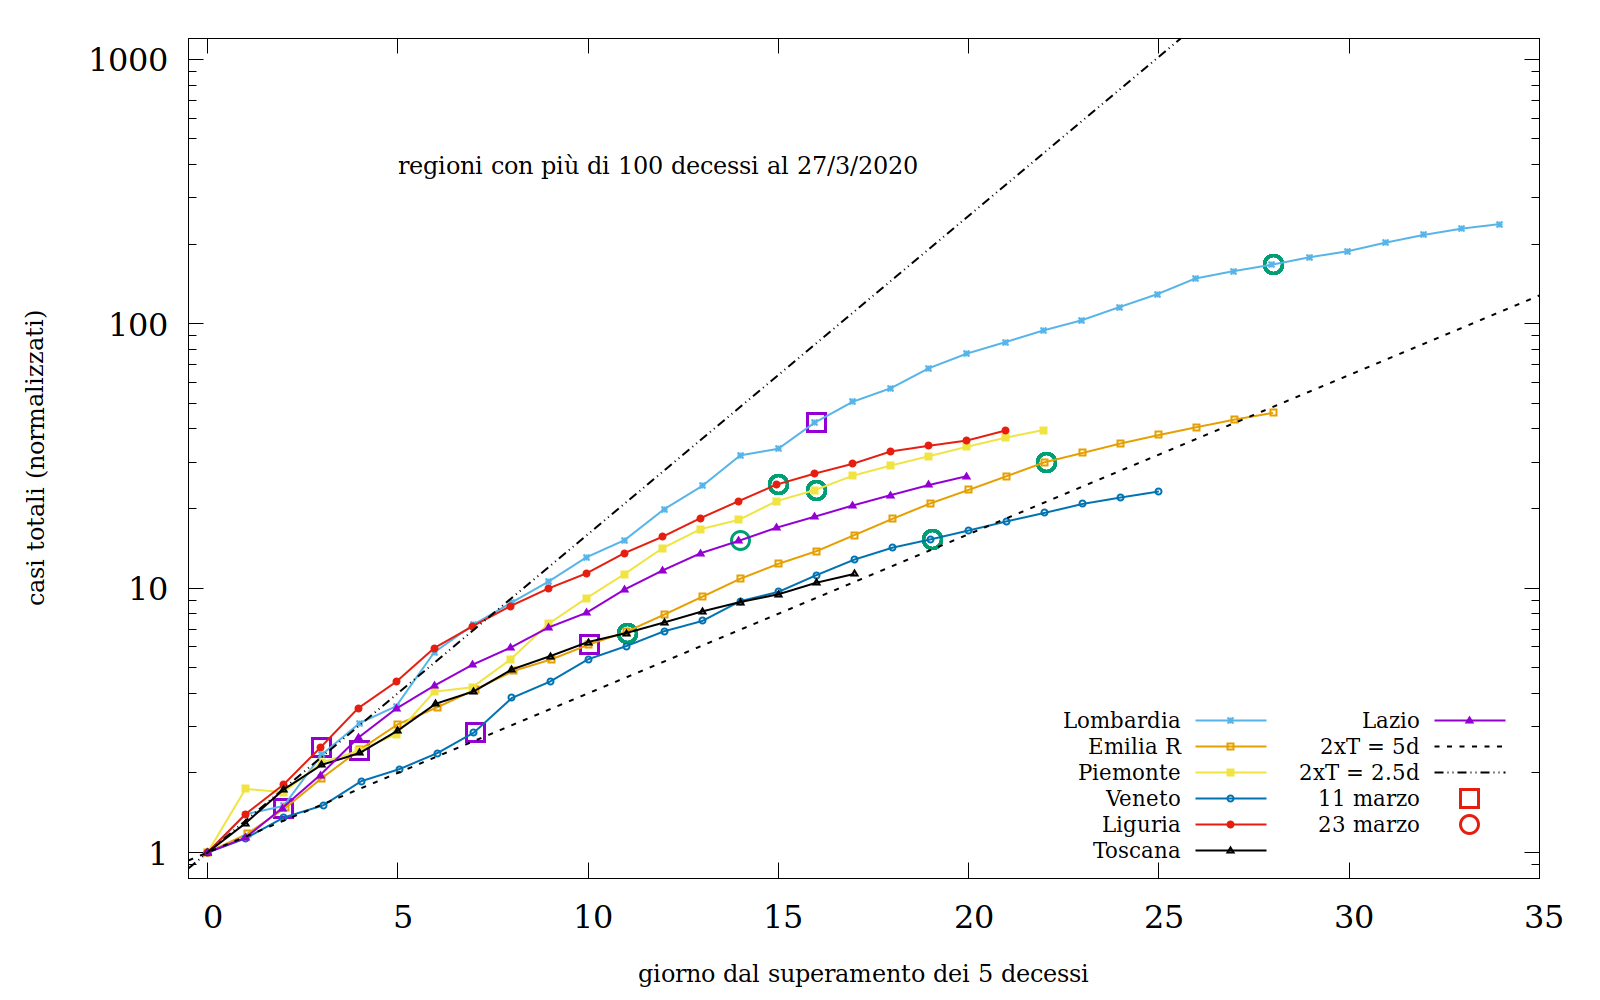 1000
100
10
1
casi totali (normalizzati)
regioni con più di 100 decessi al 27/3/2020
Lombardia
Emilia R
Piemonte
Veneto
Liguria
Toscana
Lazio
2xT = 5d
2xT = 2.5d
11 marzo
23 marzo
0 5 10 15 20 25 30 35
giorno dal superamento dei 5 decessi